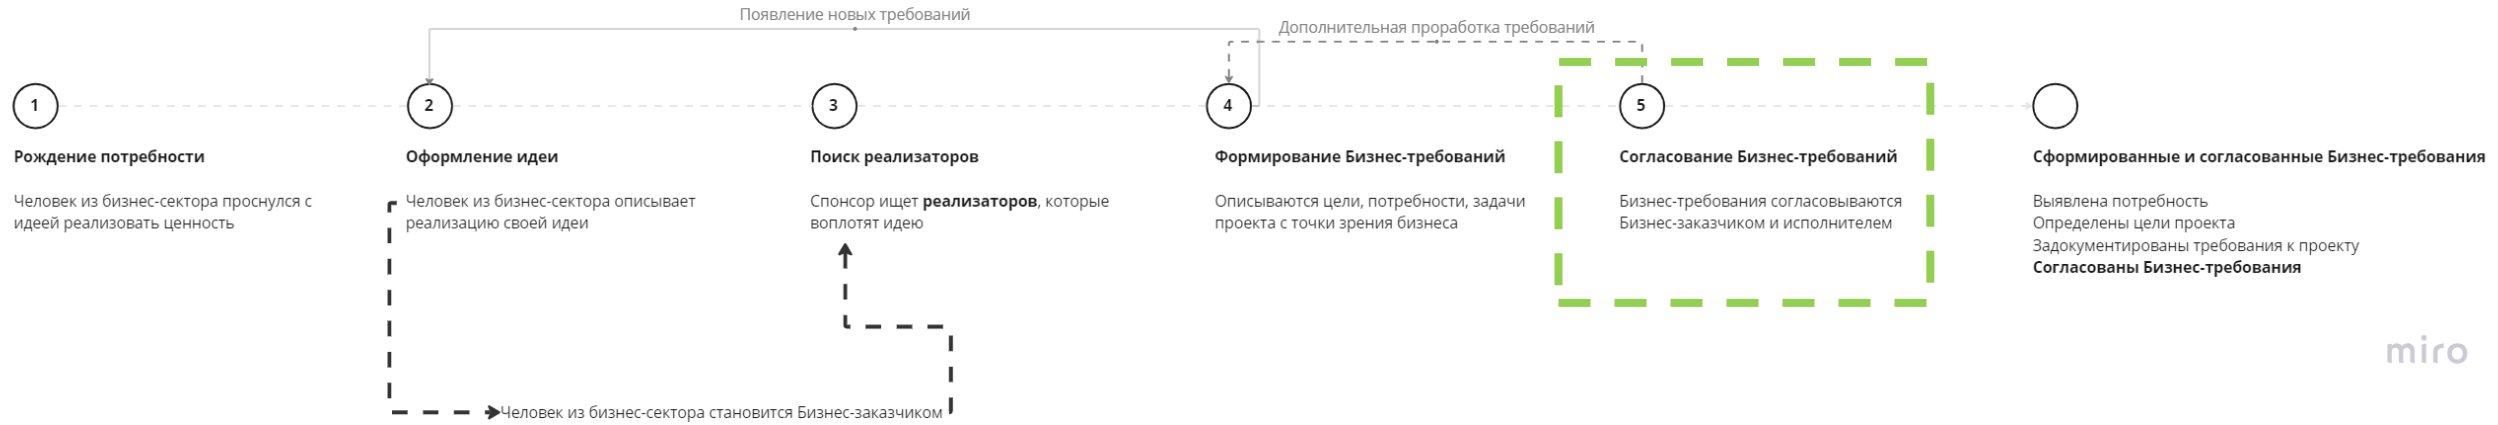 Появление новых требований
Дополнительная проработка требований
1
2
3
4
5
Рождение потребности
Человек из бизнес-сектора проснулся с
идеей реализовать ценность
Оформление идеи
Человек из бизнес-сектора описывает
реализацию своей идеи
Поиск реализаторов
Спонсор ищет реализаторов, которые
воплотят идею
Формирование Бизнес-требований
Описываются цели, потребности, задачи
проекта с точки зрения бизнеса
Согласование Бизнес-требований
Бизнес-требования согласовываются
Бизнес-заказчиком и исполнителем
Сформированные и согласованные Бизнес-требования
Выявлена потребность
Определены цели проекта
Задокументированы требования к проекту
Согласованы Бизнес-требования
miro
Человек из бизнес-сектора становится Бизнес-заказчиком